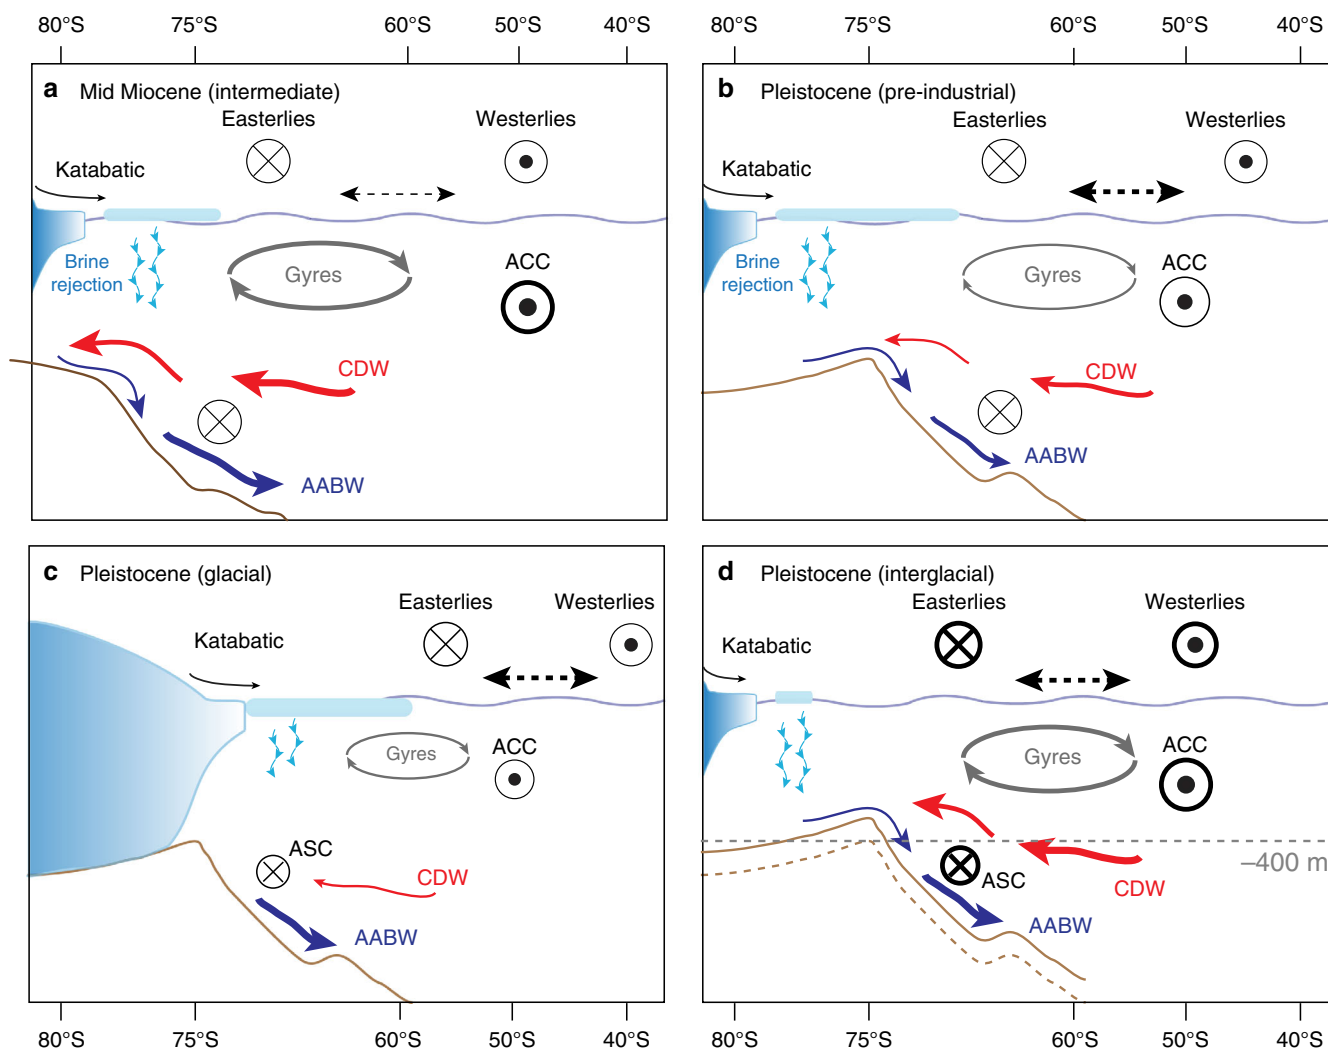 80°S 75°S 60°S 50°S 40°S
80°S 75°S 60°S 50°S 40°S
a Mid Miocene (intermediate)
Easterlies Westerlies
Katabatic
Brine
rejection
Gyres
ACC
CDW
AABW
b Pleistocene (pre-industrial)
Easterlies Westerlies
Katabatic
Brine
rejection
Gyres
ACC
CDW
AABW
c Pleistocene (glacial)
Easterlies Westerlies
Katabatic
Gyres
ACC
ASC
CDW
AABW
d Pleistocene (interglacial)
Easterlies Westerlies
Katabatic
Gyres
ACC
–400 m
ASC
CDW
AABW
80°S 75°S 60°S 50°S 40°S
80°S 75°S 60°S 50°S 40°S